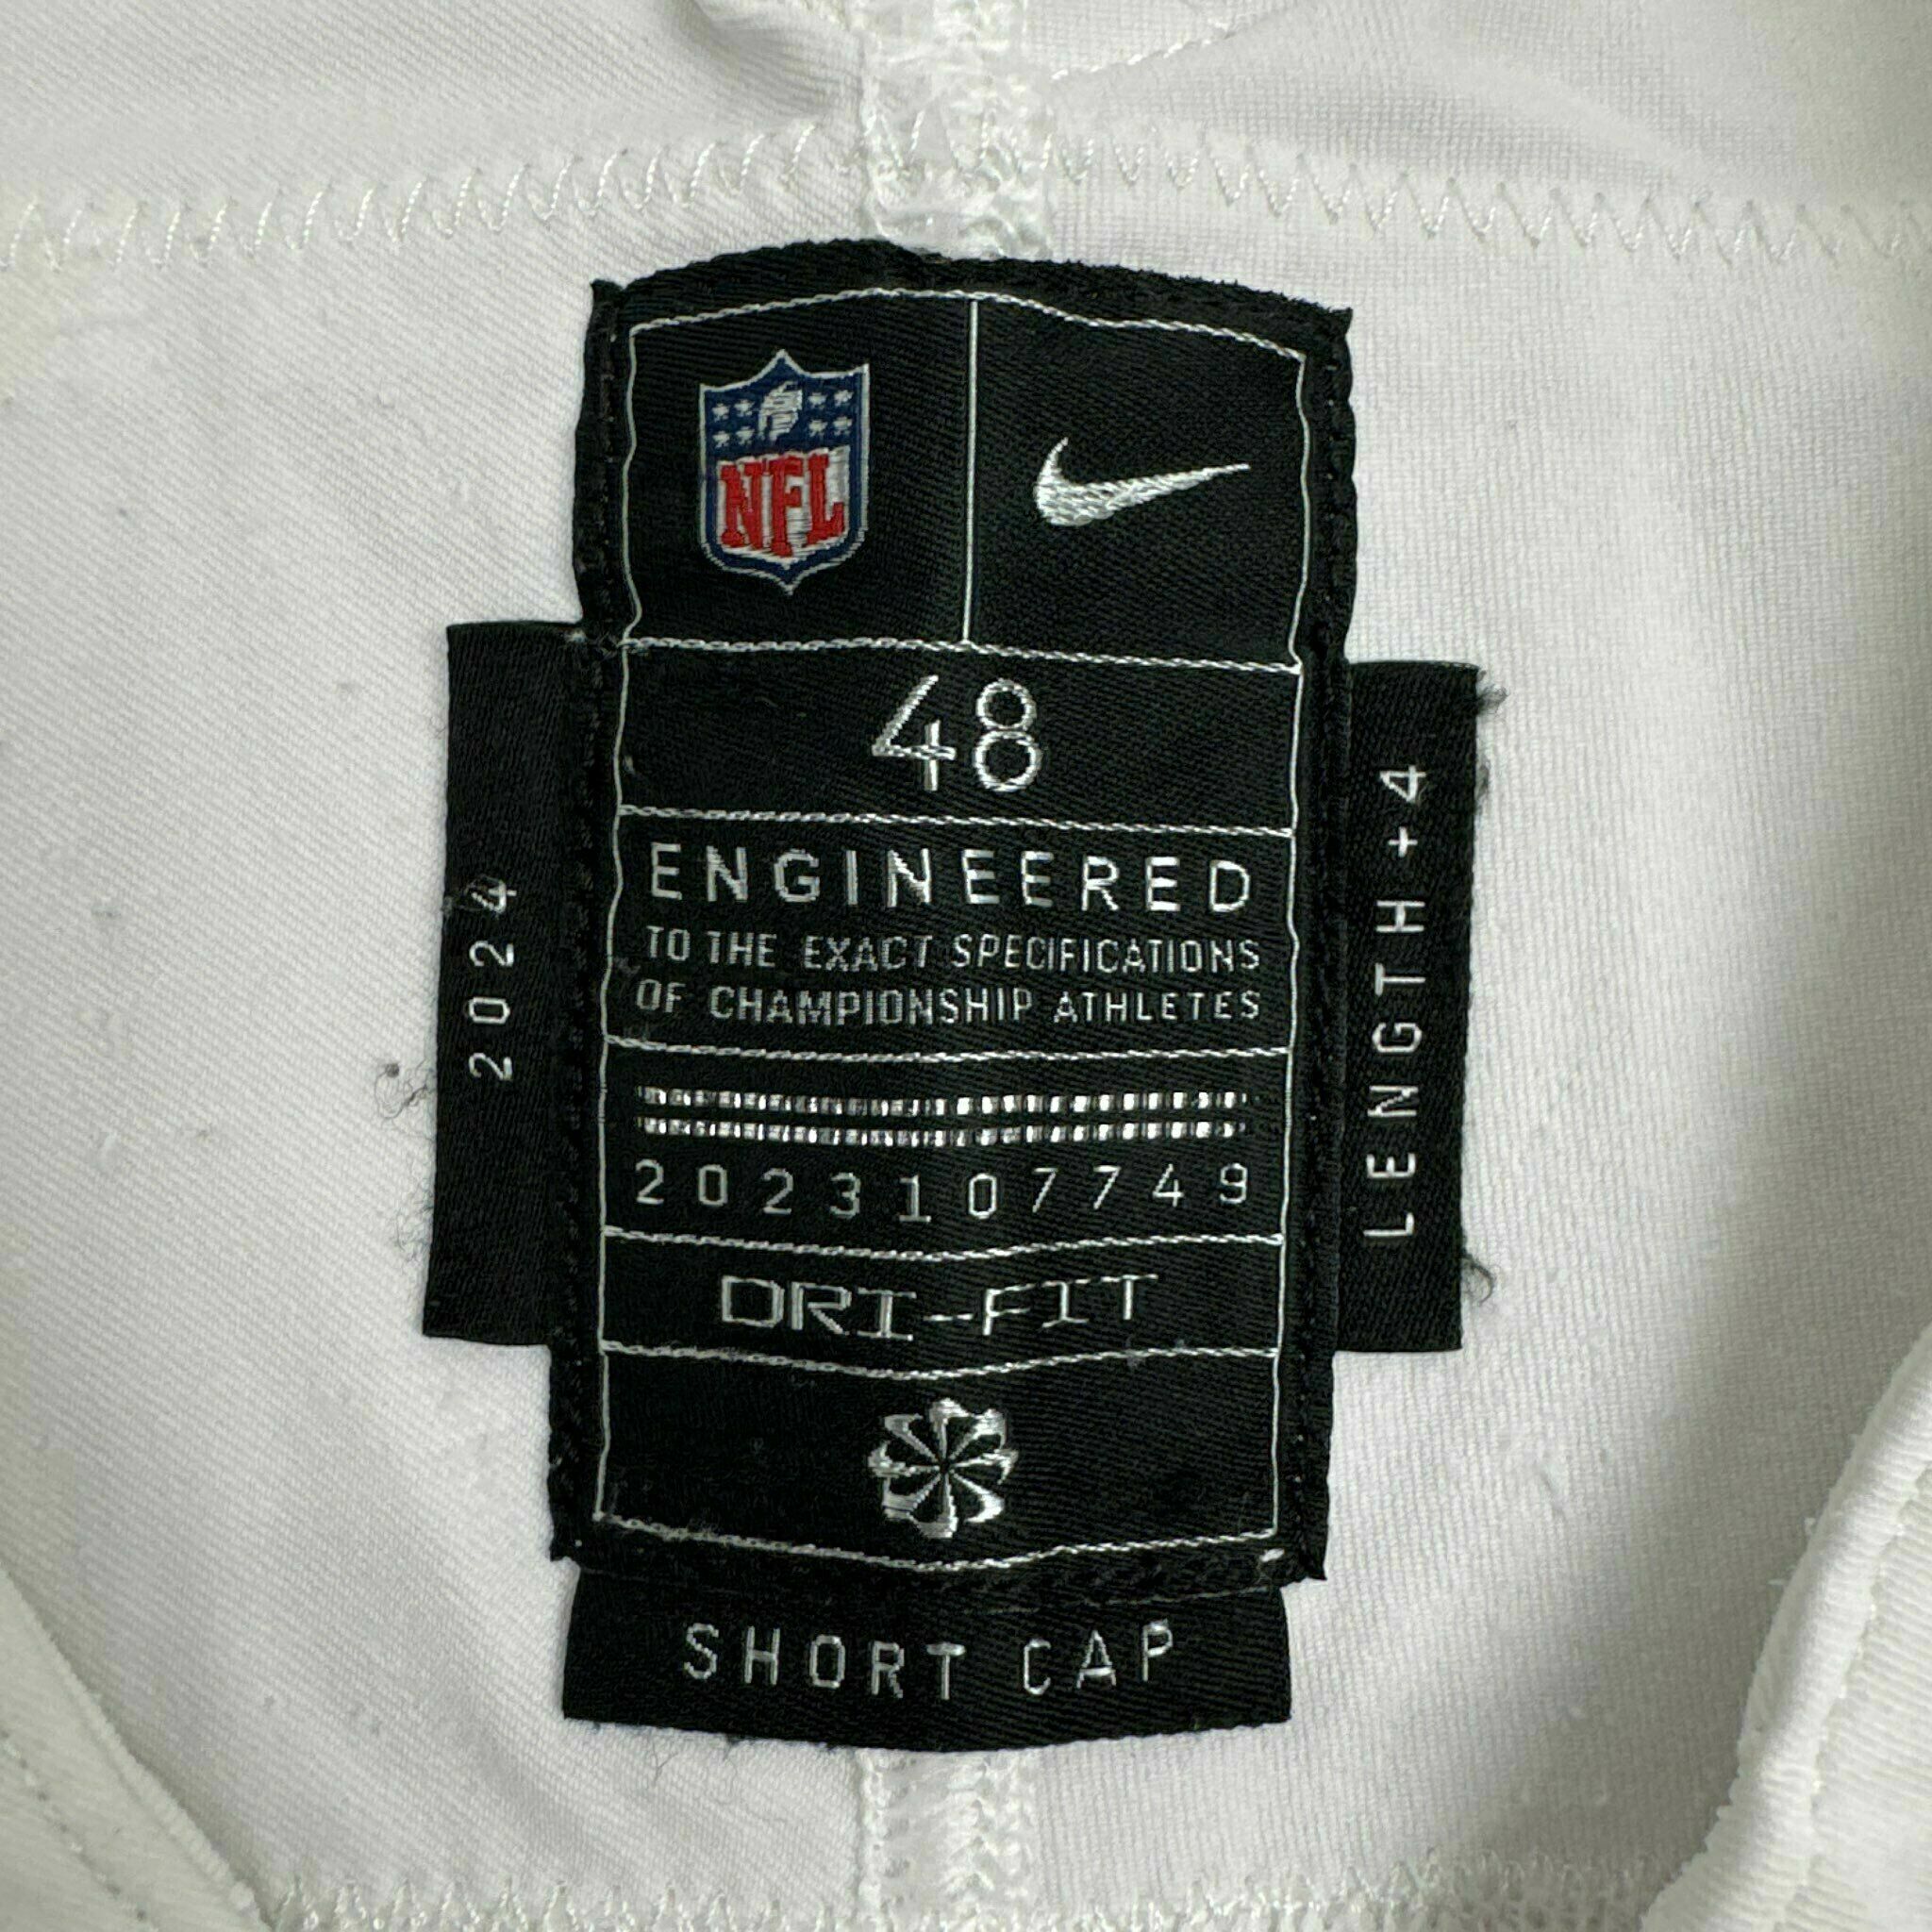 NFL
48
ENGINEERED
TO THE EXACT SPECIFICATIONS
OF CHAMPIONSHIP ATHLETES
2023107749
DRI-FIT
SHORT CAP
2024
LENGTH+4